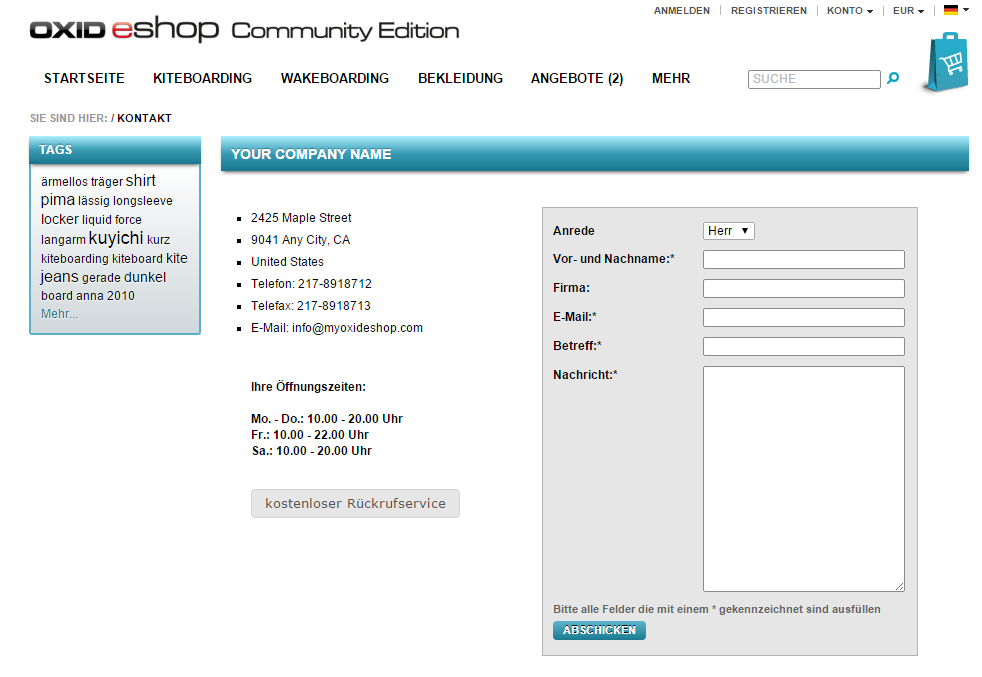 ANMELDEN | REGISTRIEREN | KONTO | EUR |
OXID eshop Community Edition
STARTSEITE KITEBOARDING WAKEBOARDING BEKLEIDUNG ANGEBOTE (2) MEHR SUCHE
SIE SIND HIER: / KONTAKT
TAGS
ärmellos träger shirt
pima lässig longsleeve
locker liquid force
langarm kuyichi kurz
kiteboarding kiteboard kite
jeans gerade dunkel
board anna 2010
Mehr...
YOUR COMPANY NAME
2425 Maple Street
9041 Any City, CA
United States
Telefon: 217-8918712
Telefax: 217-8918713
E-Mail: info@myoxideshop.com
Ihre Öffnungszeiten:
Mo. - Do.: 10.00 - 20.00 Uhr
Fr.: 10.00 - 22.00 Uhr
Sa.: 10.00 - 20.00 Uhr
kostenloser Rückrufservice
Anrede Herr
Vor- und Nachname:*
Firma:
E-Mail:*
Betreff:*
Nachricht:*
Bitte alle Felder die mit einem * gekennzeichnet sind ausfüllen
ABSCHICKEN